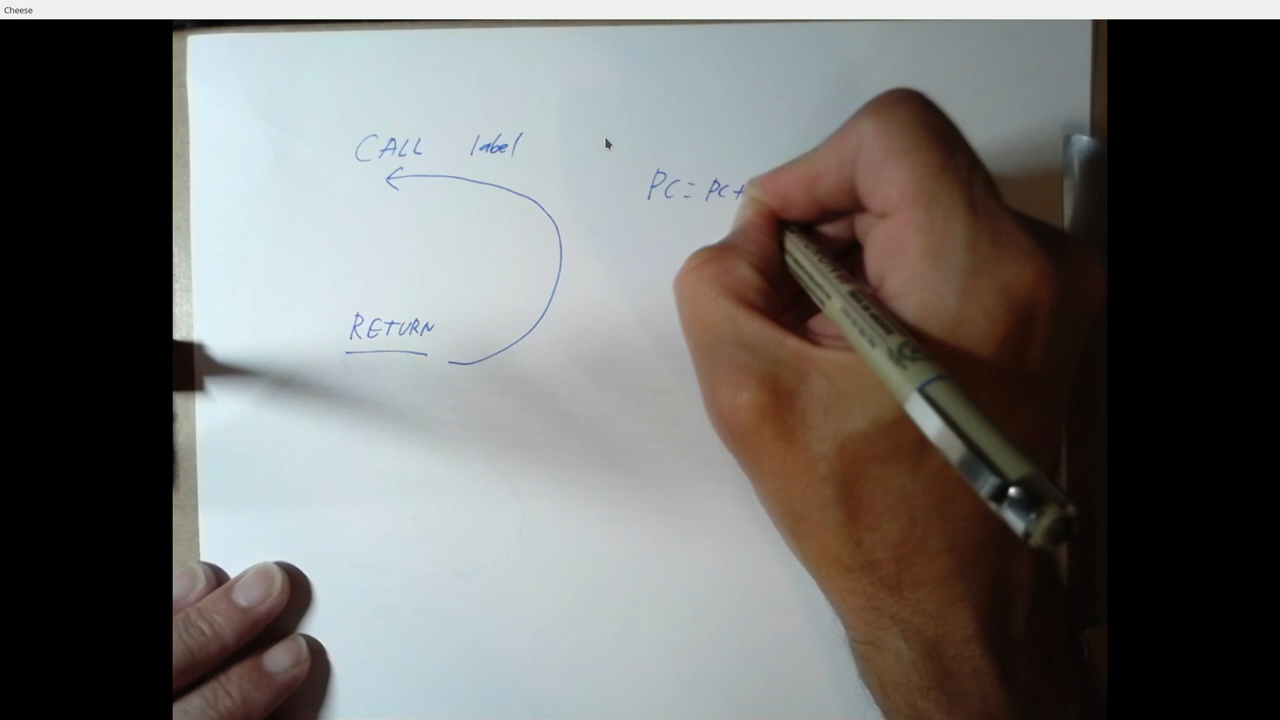 Cheese
CALL label
PC = PC +
RETURN